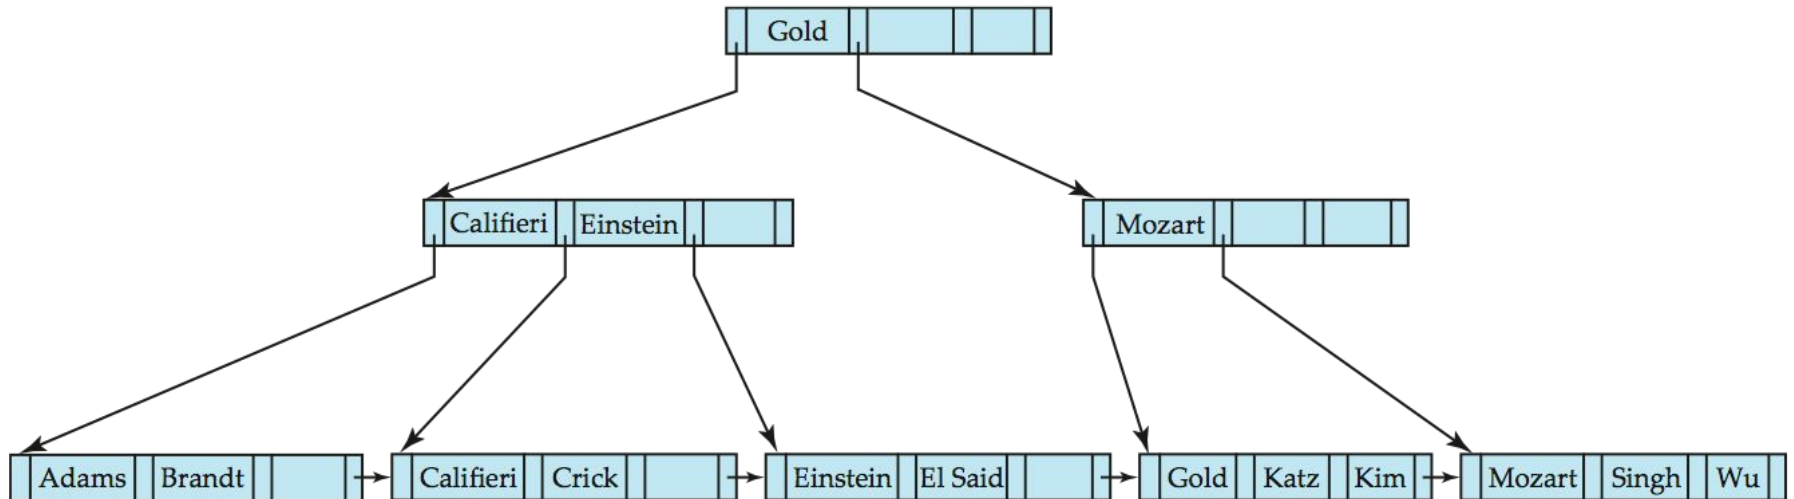 Gold
Califieri Einstein
Mozart
Adams Brandt
Califieri Crick
Einstein El Said
Gold Katz Kim
Mozart Singh Wu